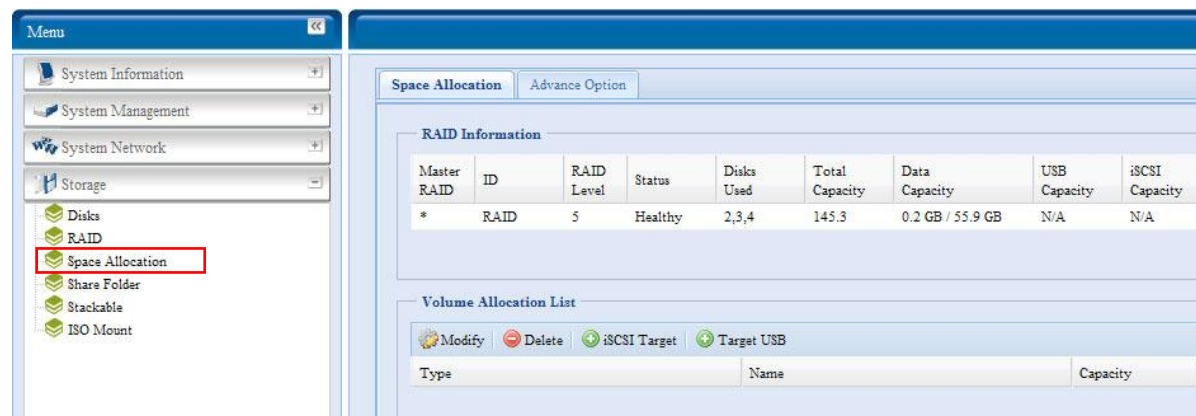 Menu
System Information
System Management
System Network
Storage
Disks
RAID
Space Allocation
Share Folder
Stackable
ISO Mount
Space Allocation Advance Option
RAID Information
Master RAID ID RAID Level Status Disks Used Total Capacity Data Capacity USB Capacity iSCSI Capacity
* RAID 5 Healthy 2,3,4 145.3 0.2 GB / 55.9 GB N/A N/A
Volume Allocation List
Modify Delete iSCSI Target Target USB
Type Name Capacity